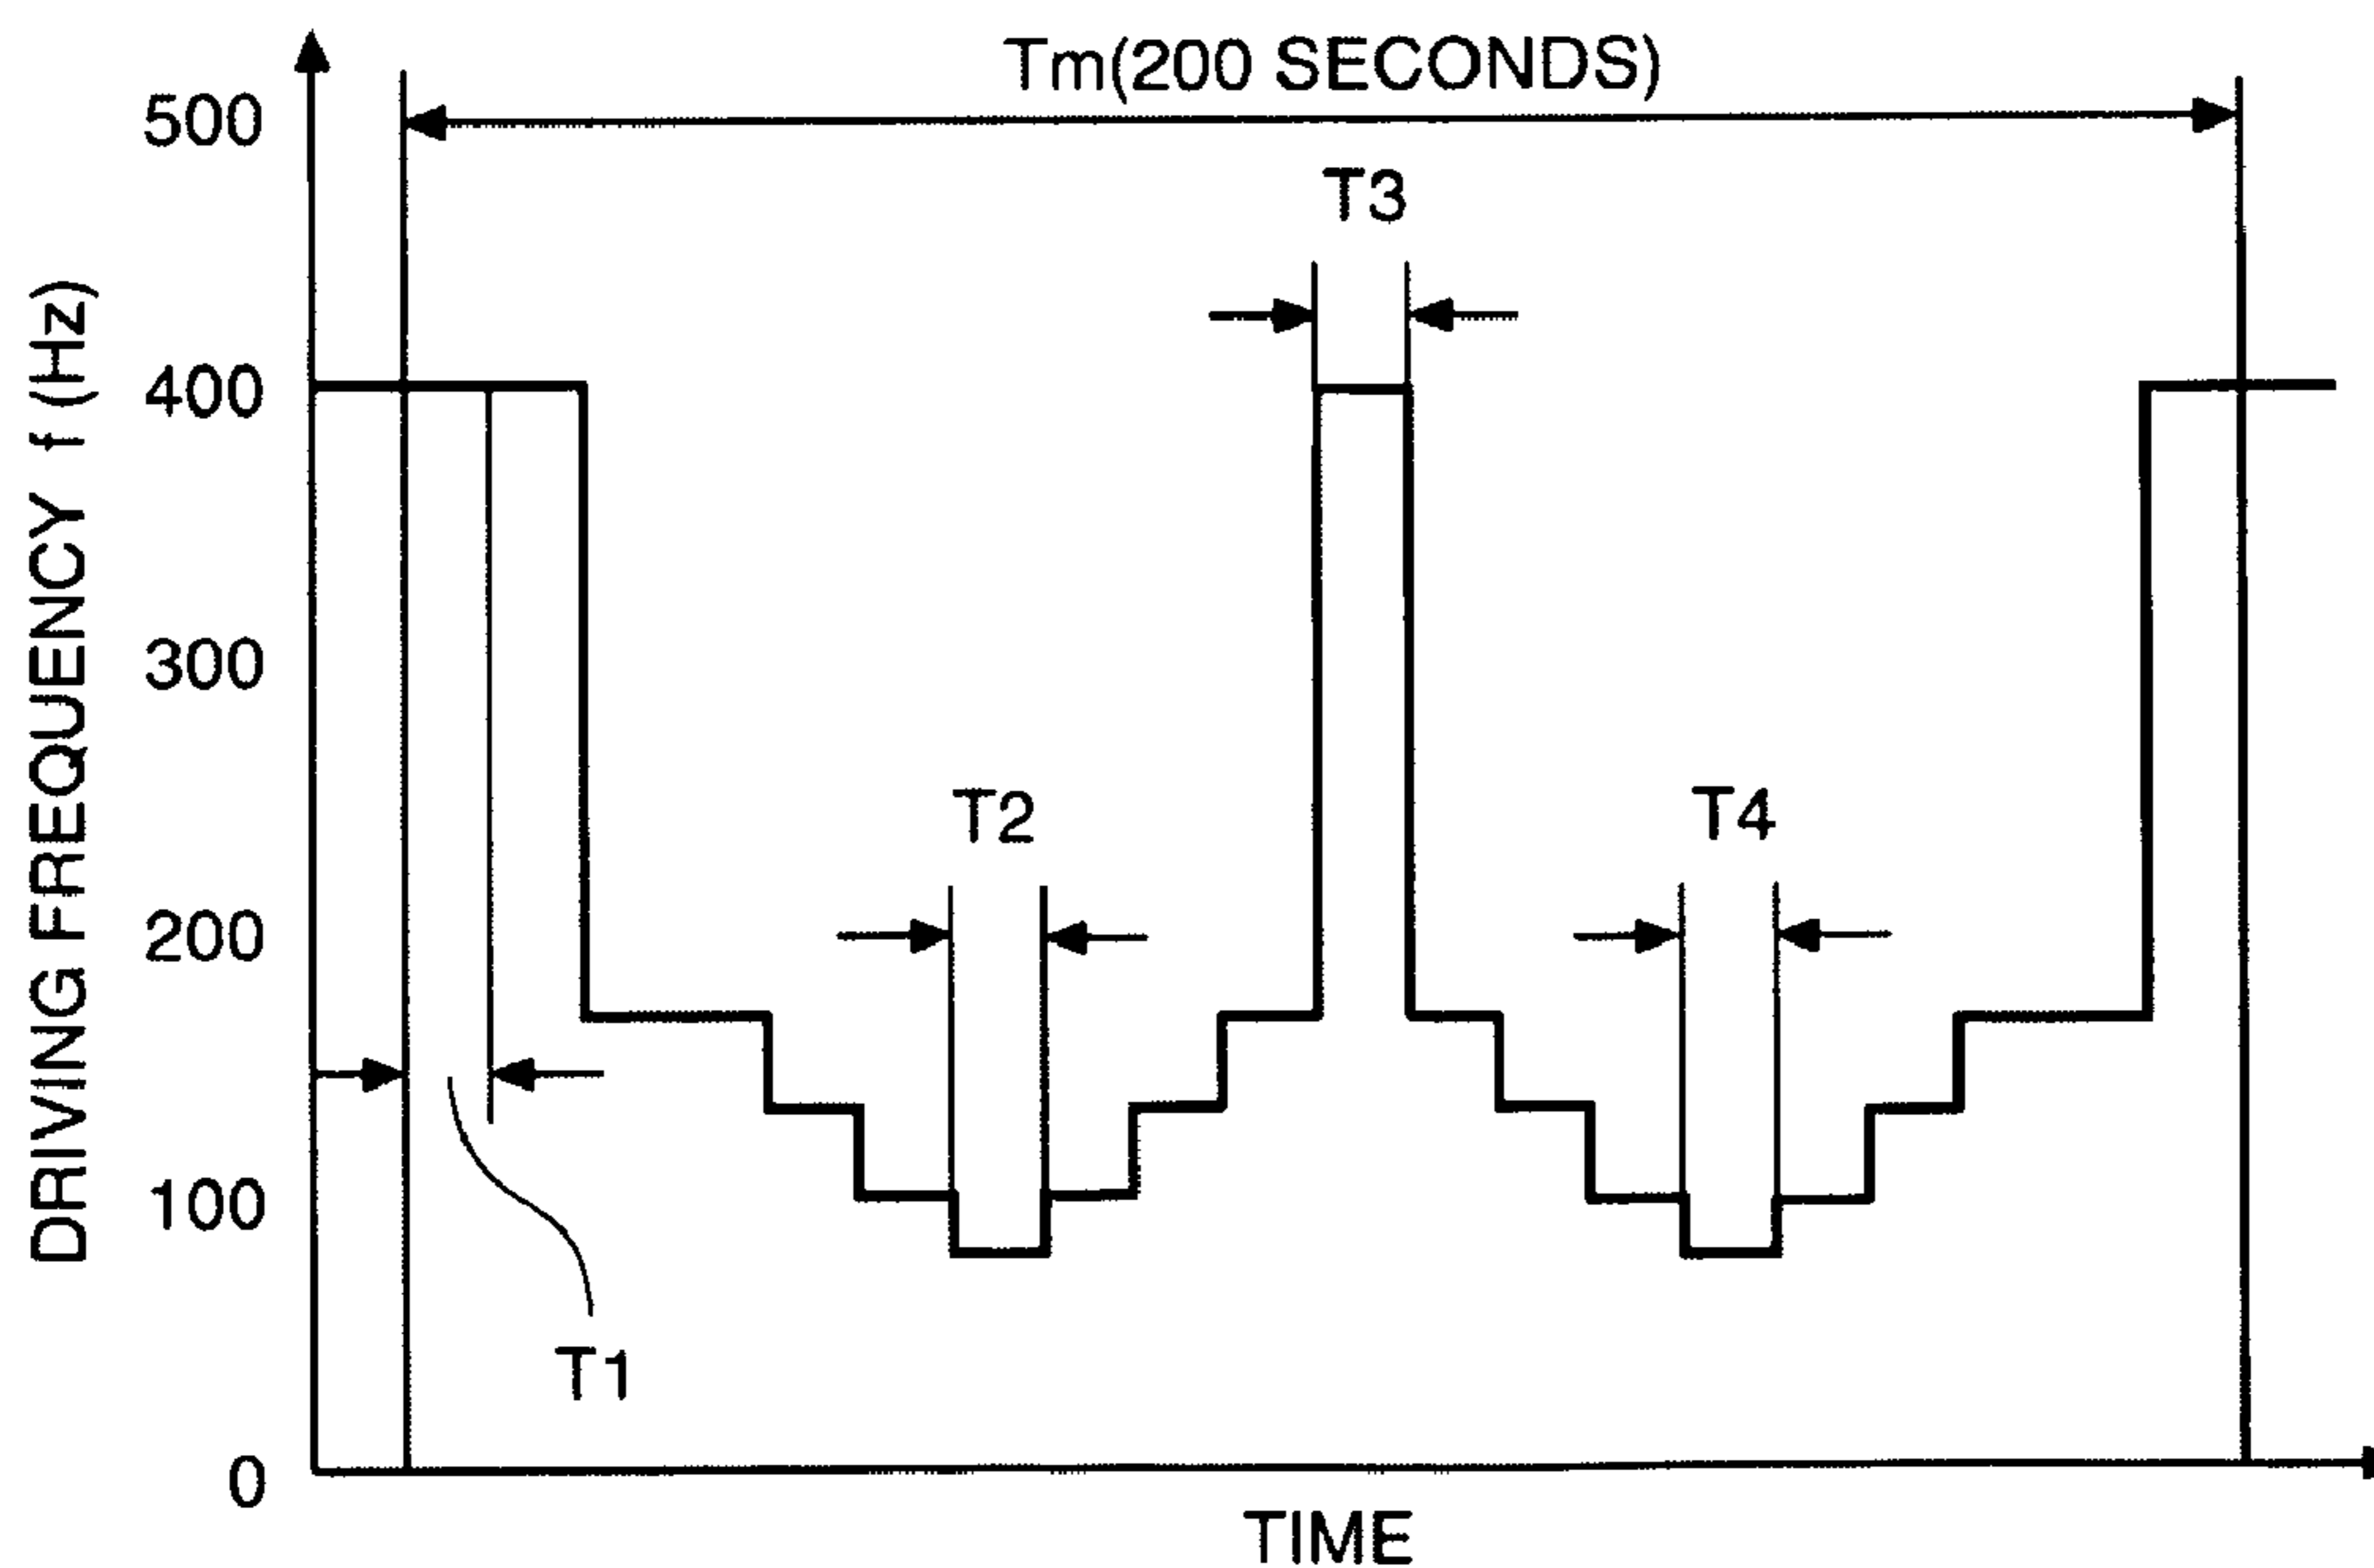 Tm(200 SECONDS)
500
T3
400
300
T2
T4
200
100
T1
0
DRIVING FREQUENCY f (Hz)
TIME